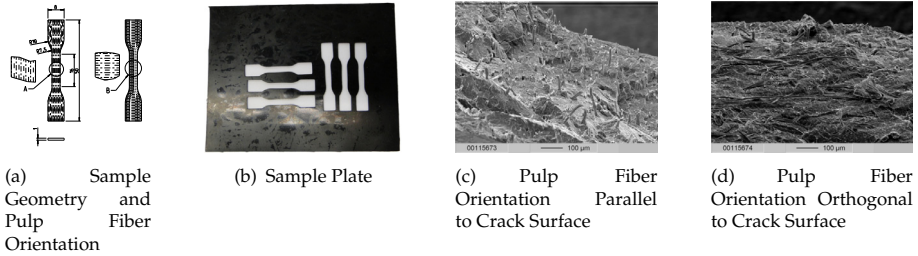 A
B
00115673 100 µm
00115674 100 µm
(a) Sample
Geometry and
Pulp Fiber
Orientation
(b) Sample Plate
(c) Pulp Fiber
Orientation Parallel
to Crack Surface
(d) Pulp Fiber
Orientation Orthogonal
to Crack Surface